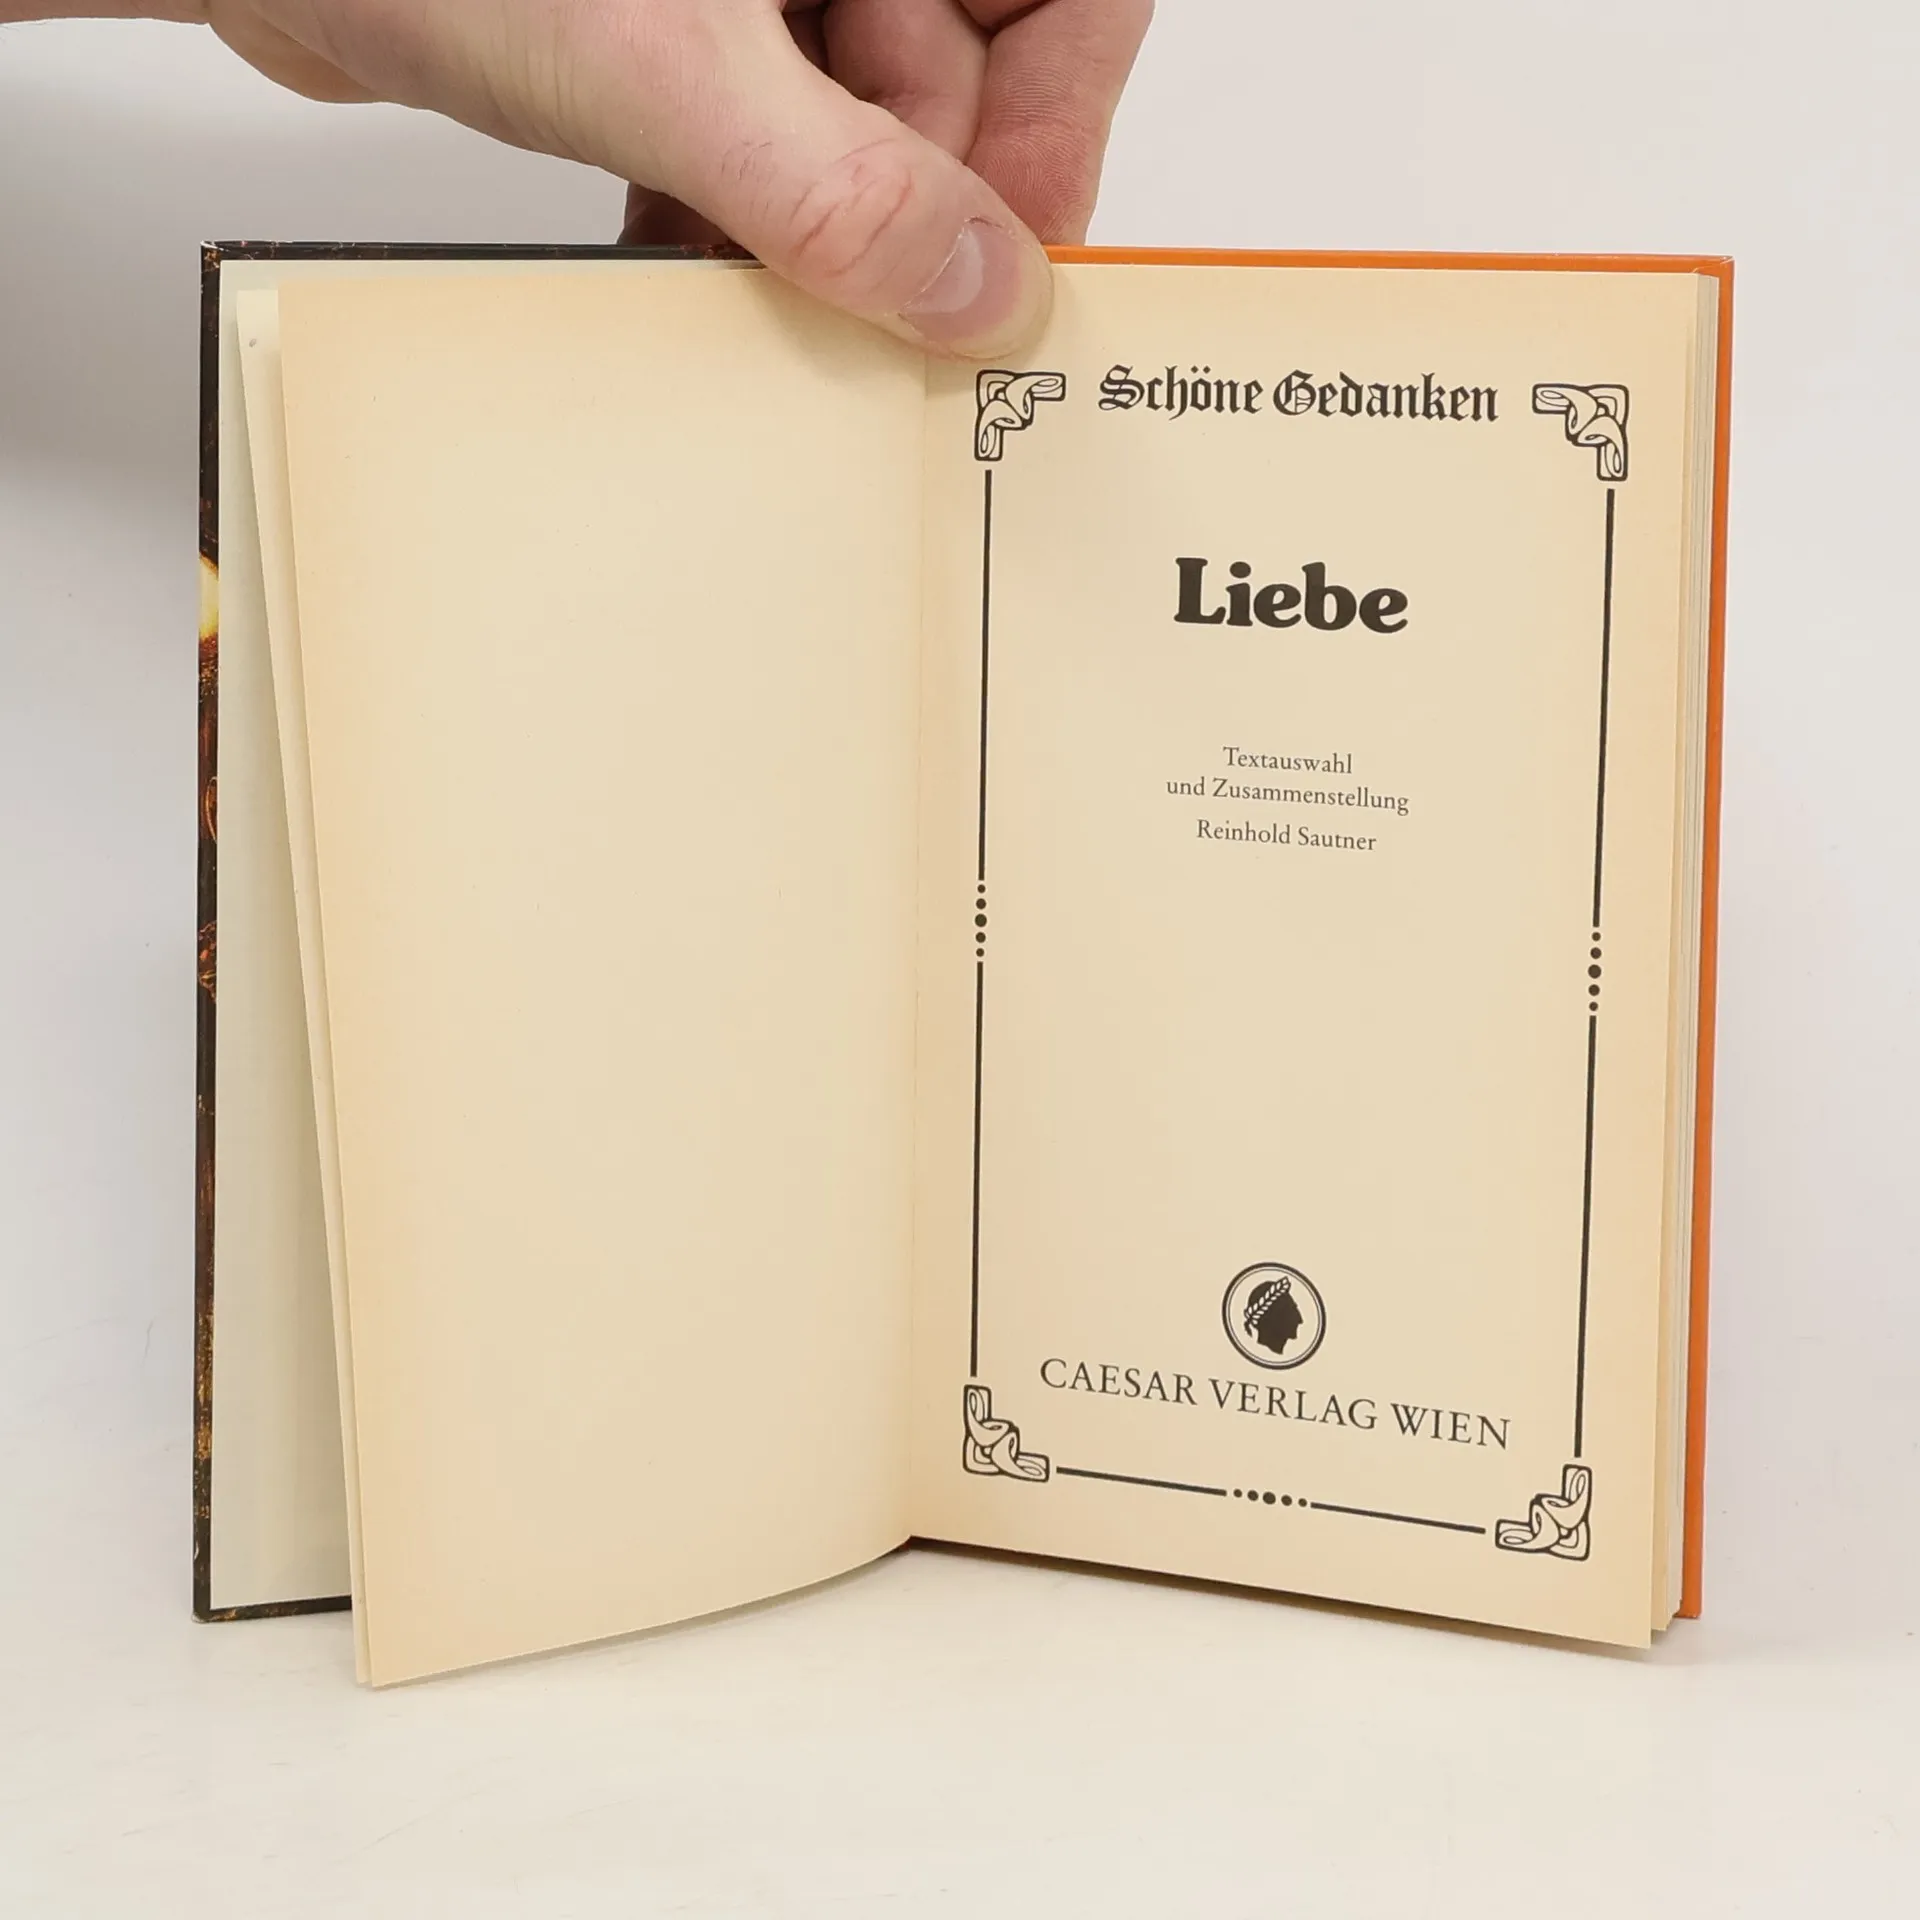 Schöne Gedanken
Liebe
Textauswahl
und Zusammenstellung
Reinhold Sautner
CAESAR VERLAG WIEN